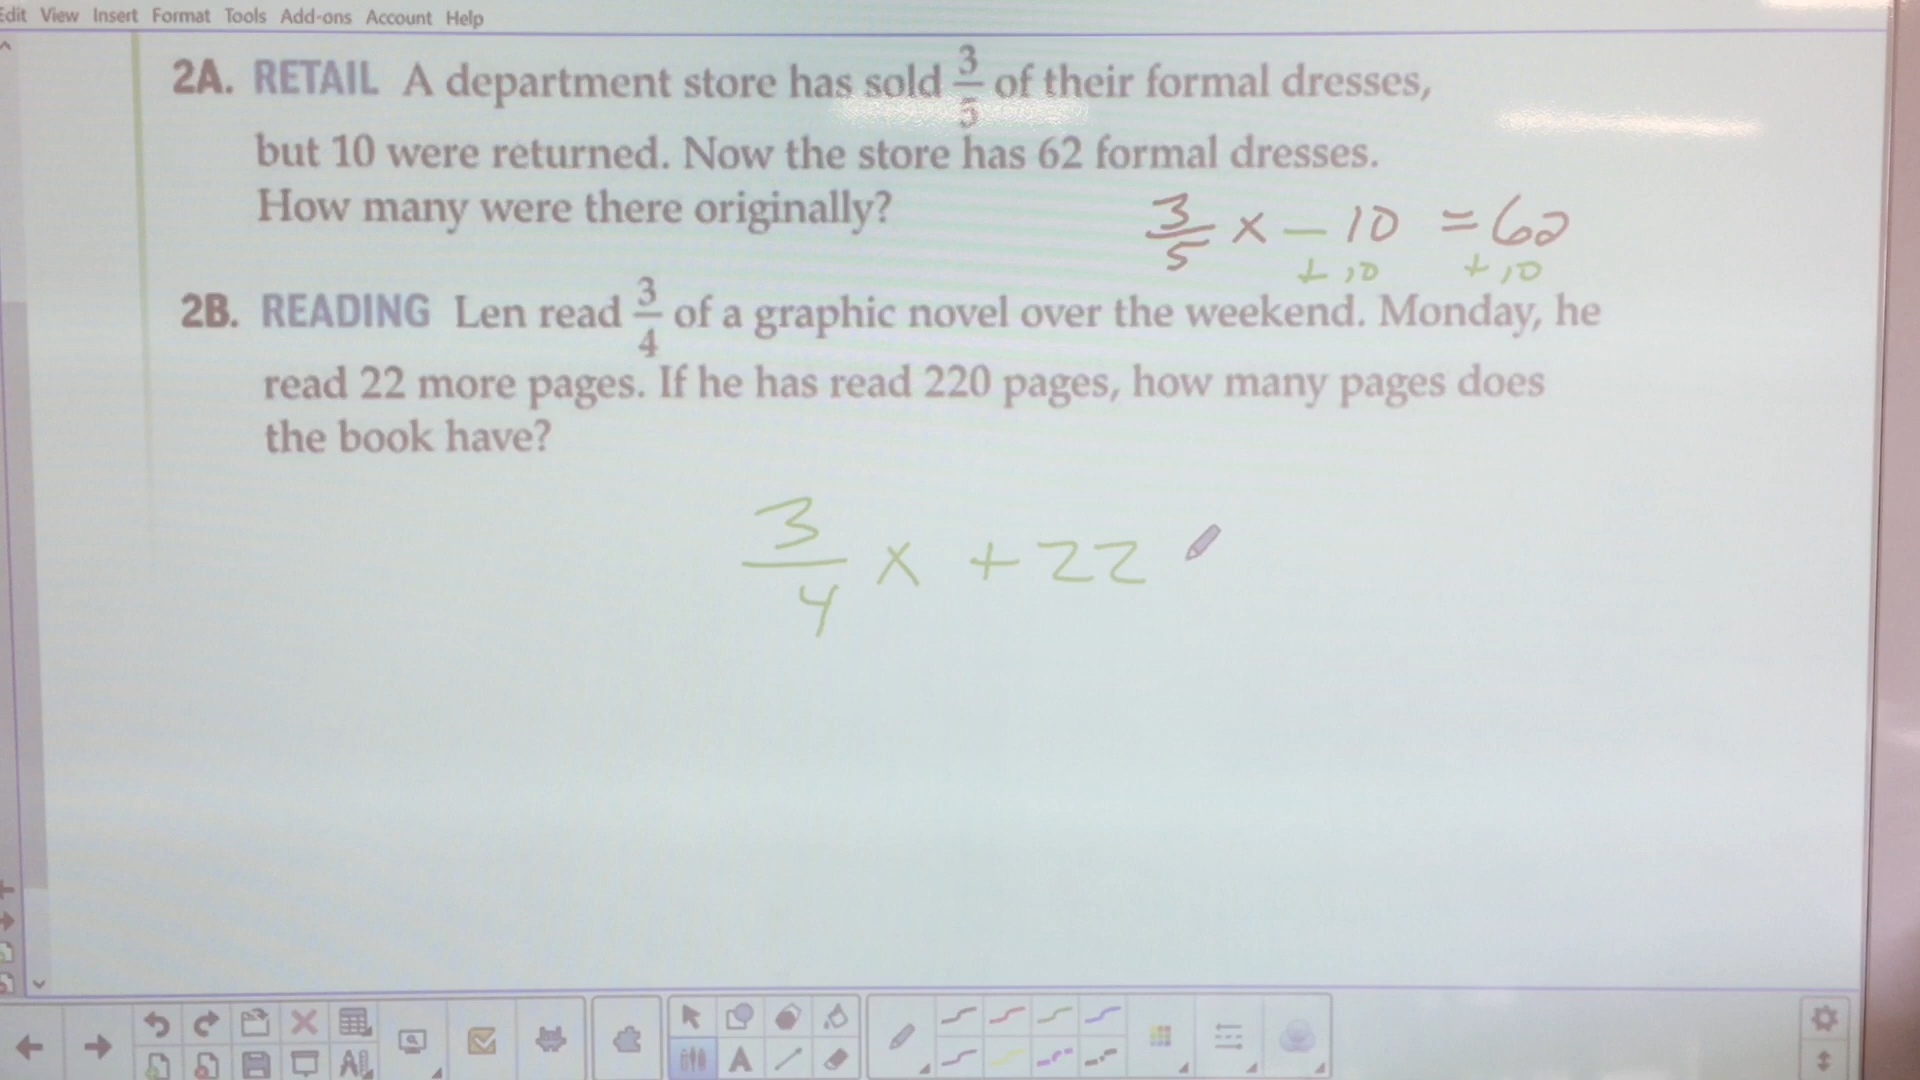 Edit View Insert Format Tools Add-ons Account Help
2A. RETAIL A department store has sold 3/5 of their formal dresses,
but 10 were returned. Now the store has 62 formal dresses.
How many were there originally?
3/5 x - 10 = 62
+ 10 + 10
2B. READING Len read 3/4 of a graphic novel over the weekend. Monday, he
read 22 more pages. If he has read 220 pages, how many pages does
the book have?
3/4 x + 22